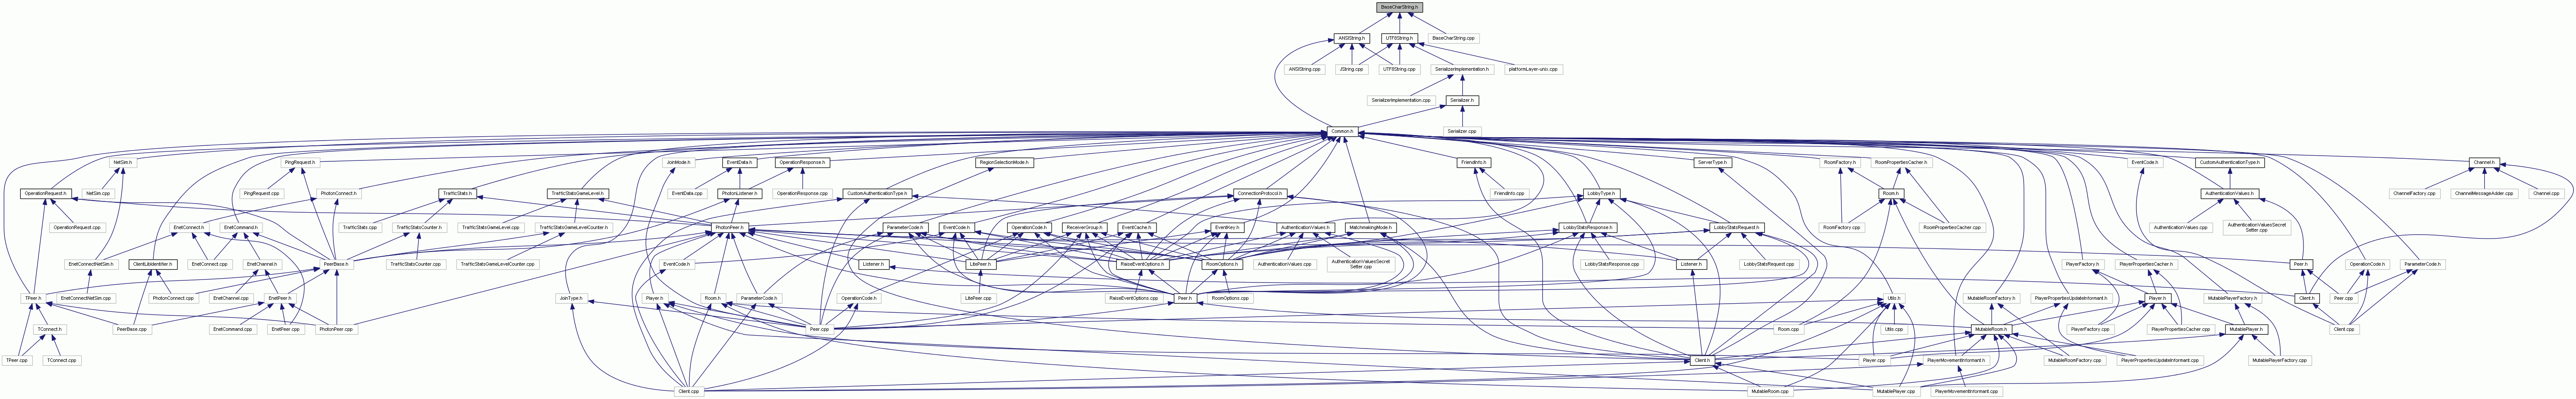 BaseCharString.h
ANSIString.h
UTF8String.h
BaseCharString.cpp
ANSIString.cpp
JString.cpp
UTF8String.cpp
SerializerImplementation.h
platformLayer-unix.cpp
SerializerImplementation.cpp
Serializer.h
Common.h
Serializer.cpp
NetSim.h
PingRequest.h
JoinMode.h
EventData.h
OperationResponse.h
RegionSelectionMode.h
FriendInfo.h
ServerType.h
RoomFactory.h
RoomPropertiesCacher.h
EventCode.h
CustomAuthenticationType.h
Channel.h
OperationRequest.h
NetSim.cpp
PingRequest.cpp
PhotonConnect.h
TrafficStats.h
TrafficStatsGameLevel.h
EventData.cpp
PhotonListener.h
OperationResponse.cpp
CustomAuthenticationType.h
ConnectionProtocol.h
FriendInfo.cpp
LobbyType.h
Room.h
AuthenticationValues.h
ChannelFactory.cpp
ChannelMessageAdder.cpp
Channel.cpp
OperationRequest.cpp
EnetConnect.h
EnetCommand.h
TrafficStats.cpp
TrafficStatsCounter.h
TrafficStatsGameLevel.cpp
TrafficStatsGameLevelCounter.h
PhotonPeer.h
ParameterCode.h
EventCode.h
OperationCode.h
ReceiverGroup.h
EventCache.h
EventKey.h
AuthenticationValues.h
MatchmakingMode.h
LobbyStatsResponse.h
LobbyStatsRequest.h
RoomFactory.cpp
RoomPropertiesCacher.cpp
AuthenticationValues.cpp
AuthenticationValuesSecret
Setter.cpp
EnetConnectNetSim.h
ClientLibIdentifier.h
EnetConnect.cpp
EnetChannel.h
PeerBase.h
TrafficStatsCounter.cpp
TrafficStatsGameLevelCounter.cpp
EventCode.h
Listener.h
LitePeer.h
RaiseEventOptions.h
RoomOptions.h
AuthenticationValues.cpp
AuthenticationValuesSecret
Setter.cpp
LobbyStatsResponse.cpp
Listener.h
LobbyStatsRequest.cpp
PlayerFactory.h
PlayerPropertiesCacher.h
Peer.h
OperationCode.h
ParameterCode.h
TPeer.h
EnetConnectNetSim.cpp
PhotonConnect.cpp
EnetChannel.cpp
EnetPeer.h
JoinType.h
Player.h
Room.h
ParameterCode.h
OperationCode.h
LitePeer.cpp
RaiseEventOptions.cpp
Peer.h
RoomOptions.cpp
Utils.h
MutableRoomFactory.h
PlayerPropertiesUpdateInformant.h
Player.h
MutablePlayerFactory.h
Client.h
Peer.cpp
TConnect.h
PeerBase.cpp
EnetCommand.cpp
EnetPeer.cpp
PhotonPeer.cpp
Peer.cpp
Room.cpp
Utils.cpp
MutableRoom.h
PlayerFactory.cpp
PlayerPropertiesCacher.cpp
MutablePlayer.h
Client.cpp
TPeer.cpp
TConnect.cpp
Player.cpp
Client.h
PlayerMovementInformant.h
MutableRoomFactory.cpp
PlayerPropertiesUpdateInformant.cpp
MutablePlayerFactory.cpp
Client.cpp
MutableRoom.cpp
MutablePlayer.cpp
PlayerMovementInformant.cpp